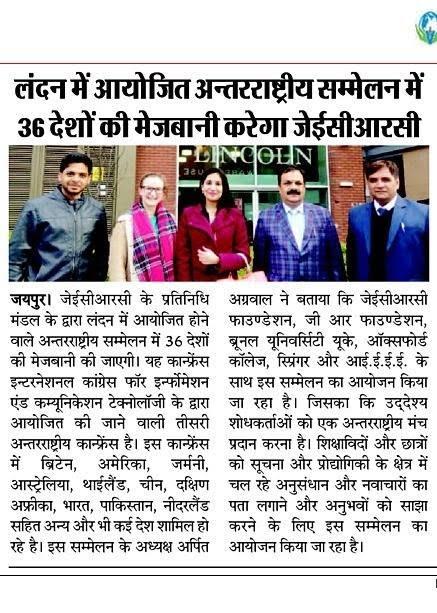 लंदन में आयोजित अन्तरराष्ट्रीय सम्मेलन में
36 देशों की मेजबानी करेगा जेईसीआरसी
LINCOLN
जयपुर। जेईसीआरसी के प्रतिनिधि
मंडल के द्वारा लंदन में आयोजित होने
वाले अन्तरराष्ट्रीय सम्मेलन में 36 देशों
की मेजबानी की जाएगी। यह कान्फ्रेंस
इन्टरनेशनल कांग्रेस फॉर इन्फोंमेशन
एंड कम्यूनिकेशन टेक्नोलॉजी के द्वारा
आयोजित की जाने वाली तीसरी
अन्तरराष्ट्रीय कान्फ्रेंस है। इस कान्फ्रेंस
में ब्रिटेन, अमेरिका, जर्मनी,
आस्ट्रेलिया, थाईलैंड, चीन, दक्षिण
अफ्रीका, भारत, पाकिस्तान, नीदरलैंड
सहित अन्य और भी कई देश शामिल हो
रहे है। इस सम्मेलन के अध्यक्ष अर्पित
अग्रवाल ने बताया कि जेईसीआरसी
फाउण्डेशन, जी आर फाउण्डेशन,
ब्रूनल यूनिवर्सिटी यूके, ऑक्सफोर्ड
कॉलेज, स्प्रिंगर और आई.ई.ई.ई. के
साथ इस सम्मेलन का आयोजन किया
जा रहा है। जिसका कि उद्देश्य
शोधकर्ताओं को एक अन्तरराष्ट्रीय मंच
प्रदान करना है। शिक्षाविदों और छात्रों
को सूचना और प्रोद्योगिकी के क्षेत्र में
चल रहे अनुसंधान और नवाचारों का
पता लगाने और अनुभवों को साझा
करने के लिए इस सम्मेलन का
आयोजन किया जा रहा है।